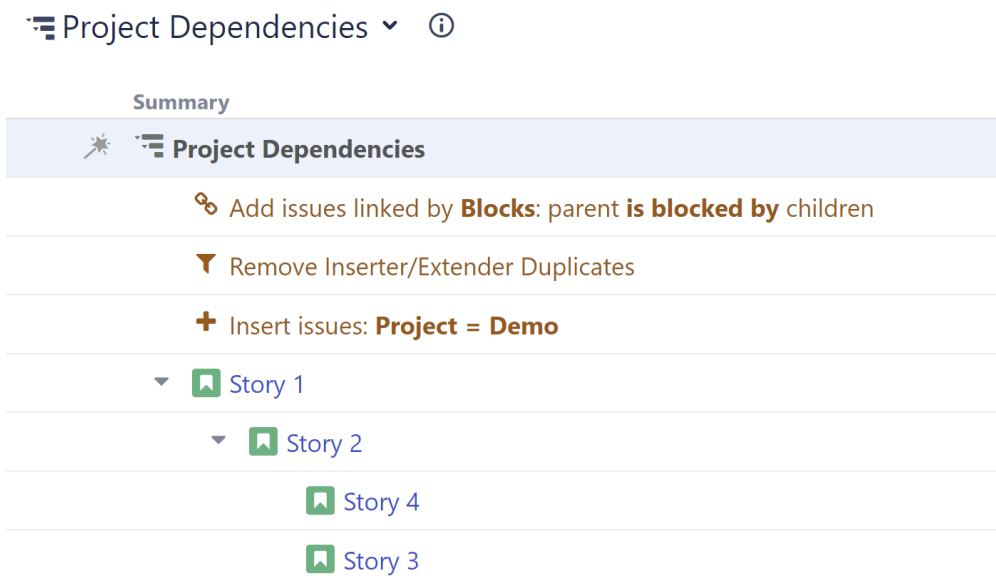 Project Dependencies
Summary
Project Dependencies
Add issues linked by Blocks: parent is blocked by children
Remove Inserter/Extender Duplicates
Insert issues: Project = Demo
Story 1
Story 2
Story 4
Story 3